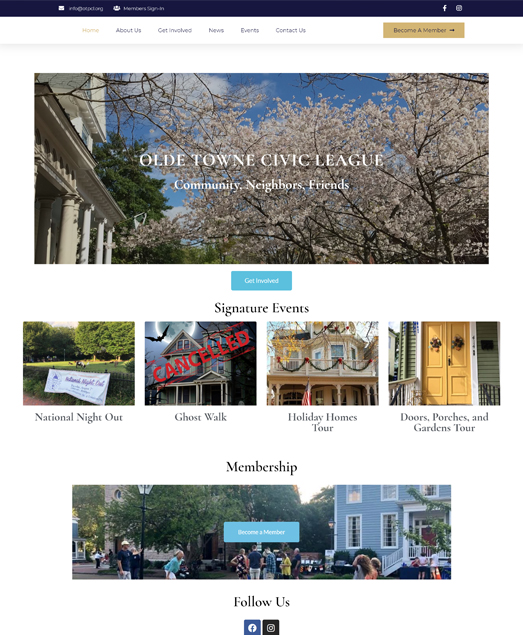 info@otpcl.org Members Sign-In
Home About Us Get Involved News Events Contact Us Become A Member
OLDE TOWNE CIVIC LEAGUE
Community, Neighbors, Friends
Get Involved
Signature Events
National Night Out
CANCELLED
National Night Out Ghost Walk Holiday Homes Doors, Porches, and
Tour Gardens Tour
Membership
Become a Member
Follow Us